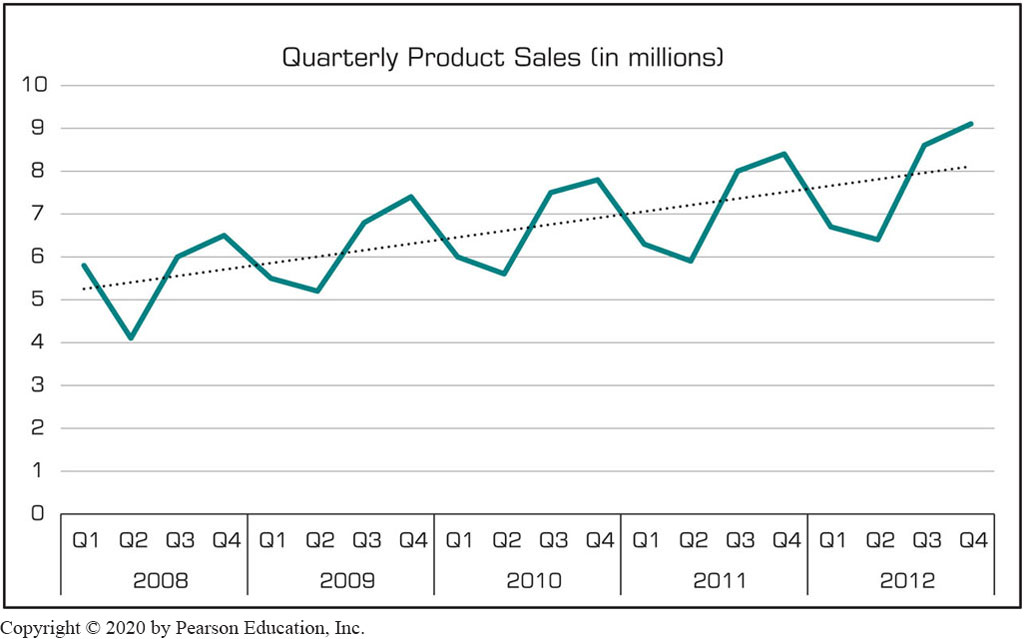 Quarterly Product Sales (in millions)
10
9
8
7
6
5
4
3
2
1
0
Q1 Q2 Q3 Q4 Q1 Q2 Q3 Q4 Q1 Q2 Q3 Q4 Q1 Q2 Q3 Q4 Q1 Q2 Q3 Q4
2008 2009 2010 2011 2012
Copyright © 2020 by Pearson Education, Inc.